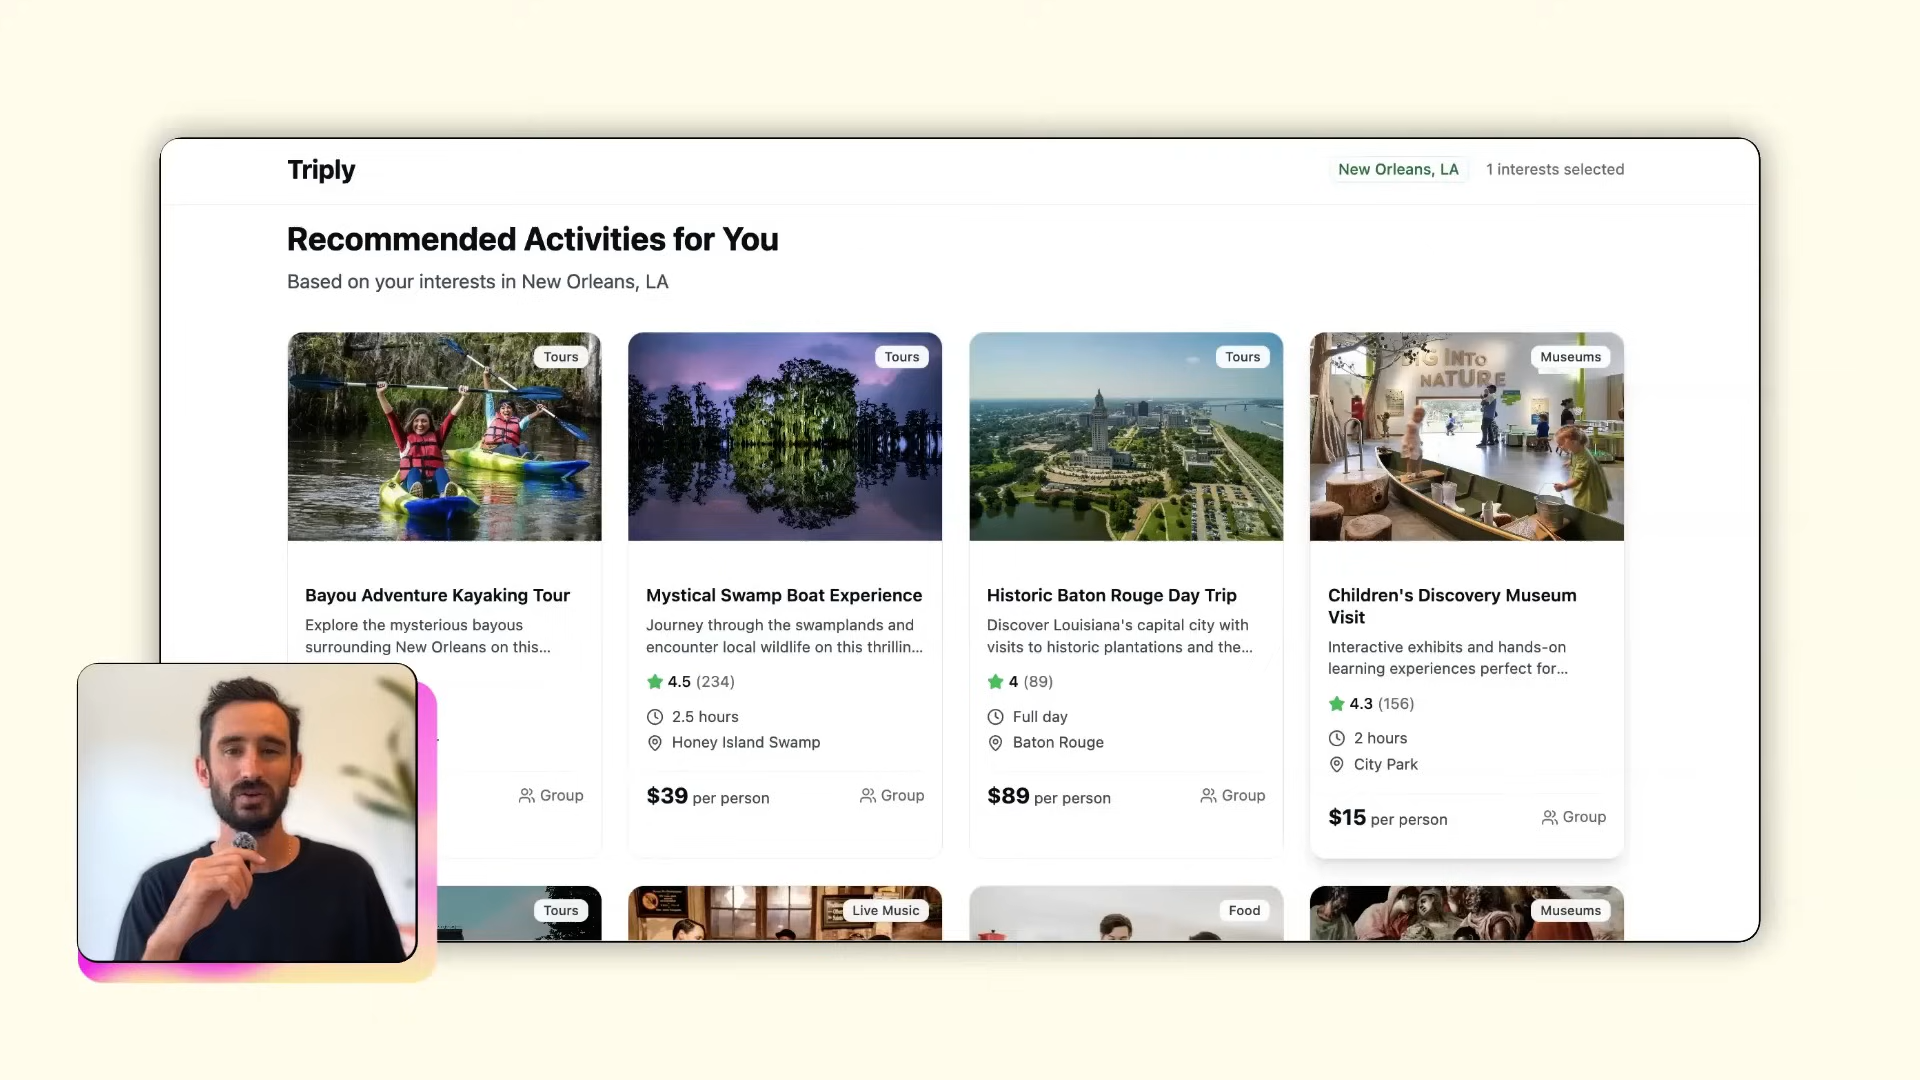 Triply
New Orleans, LA
1 interests selected
Recommended Activities for You
Based on your interests in New Orleans, LA
Tours
Tours
Tours
Museums
DIG INTO
NATURE
Bayou Adventure Kayaking Tour
Explore the mysterious bayous
surrounding New Orleans on this...
Group
Mystical Swamp Boat Experience
Journey through the swamplands and
encounter local wildlife on this thrillin...
4.5 (234)
2.5 hours
Honey Island Swamp
$39 per person
Group
Historic Baton Rouge Day Trip
Discover Louisiana's capital city with
visits to historic plantations and the...
4 (89)
Full day
Baton Rouge
$89 per person
Group
Children's Discovery Museum
Visit
Interactive exhibits and hands-on
learning experiences perfect for...
4.3 (156)
2 hours
City Park
$15 per person
Group
Tours
Live Music
Food
Museums